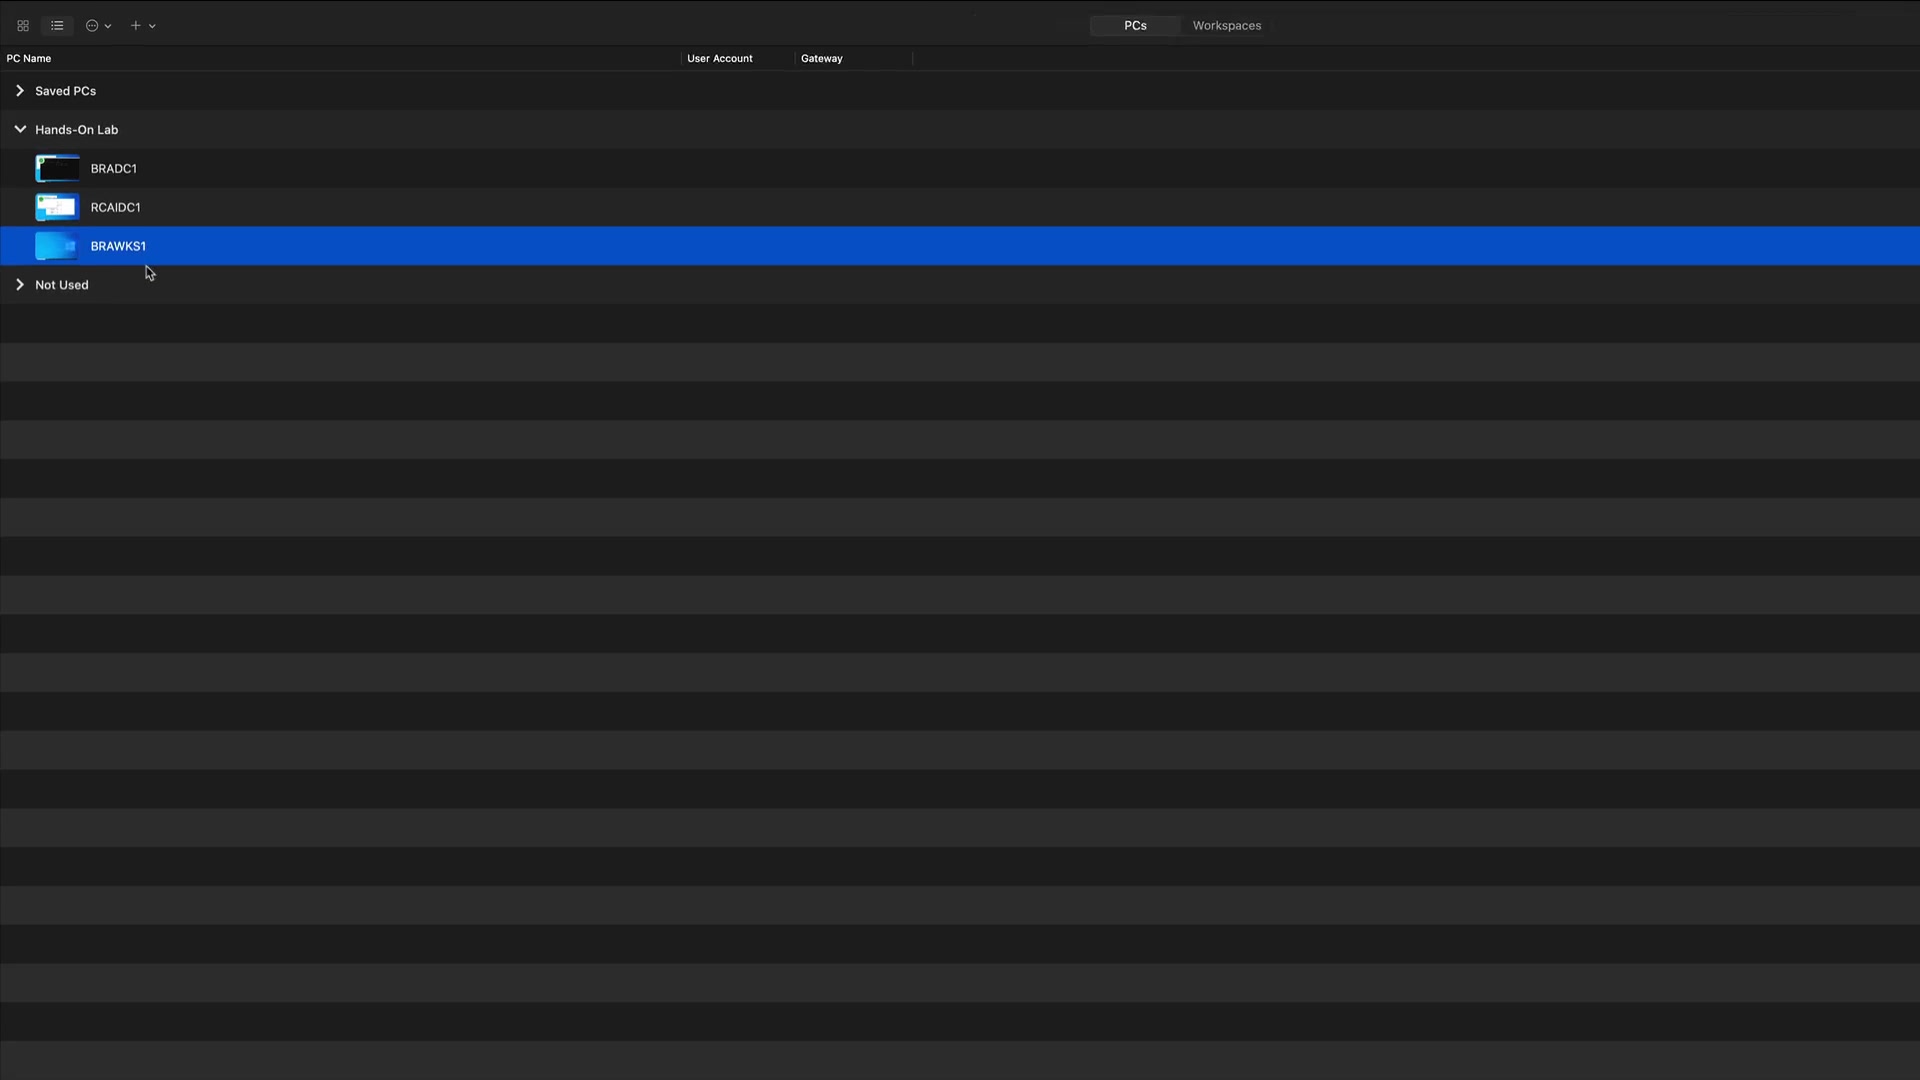 PCs Workspaces
PC Name User Account Gateway
Saved PCs
Hands-On Lab
BRADC1
RCAIDC1
BRAWKS1
Not Used